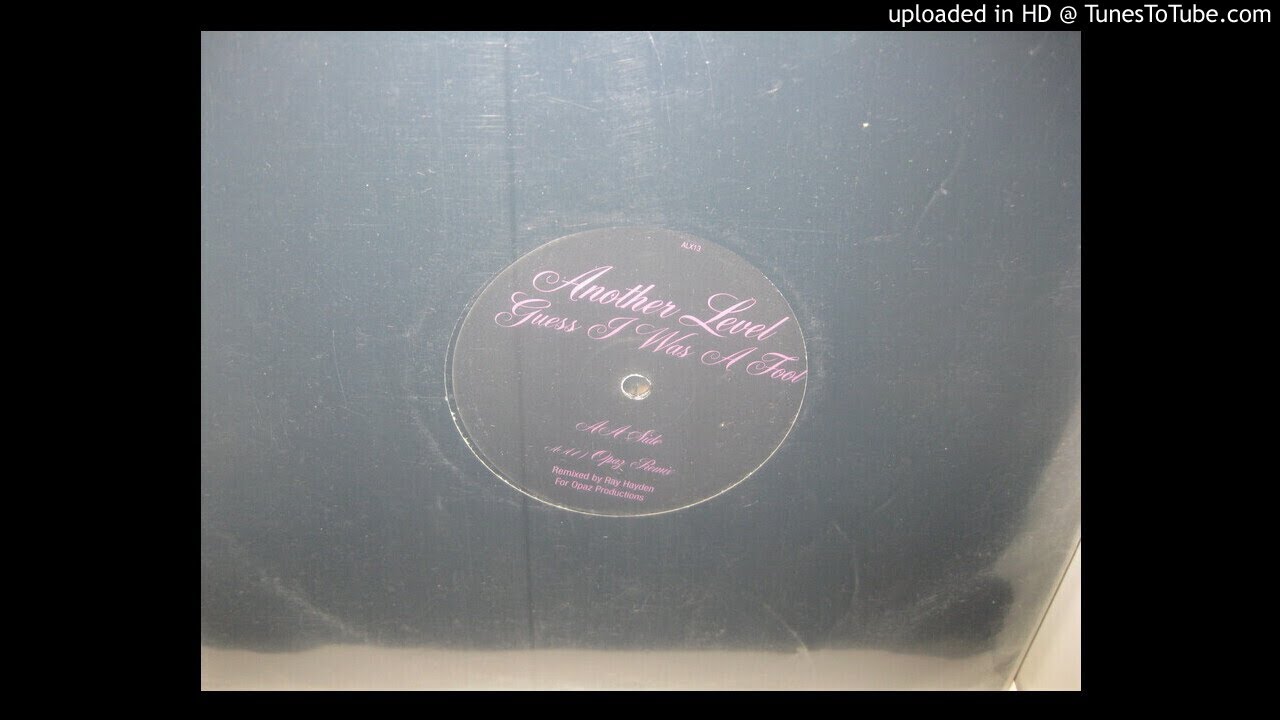 uploaded in HD @ TunesToTube.com
ALX13
Another Level
Guess I Was A Fool
AA Side
Opaz Remix
Remixed by Ray Hayden
For Opaz Productions